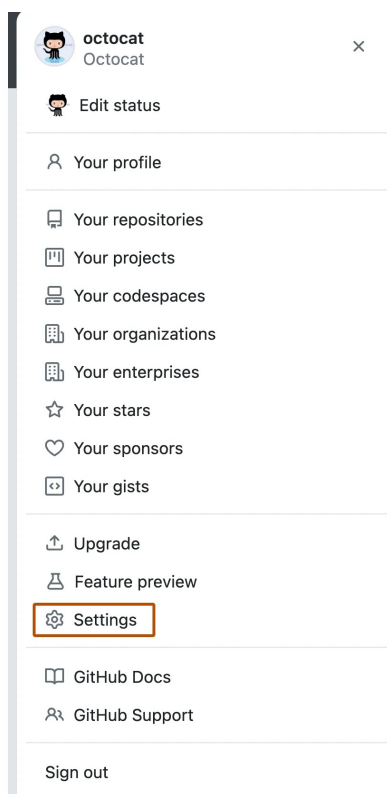 octocat
Octocat
Edit status
Your profile
Your repositories
Your projects
Your codespaces
Your organizations
Your enterprises
Your stars
Your sponsors
Your gists
Upgrade
Feature preview
Settings
GitHub Docs
GitHub Support
Sign out